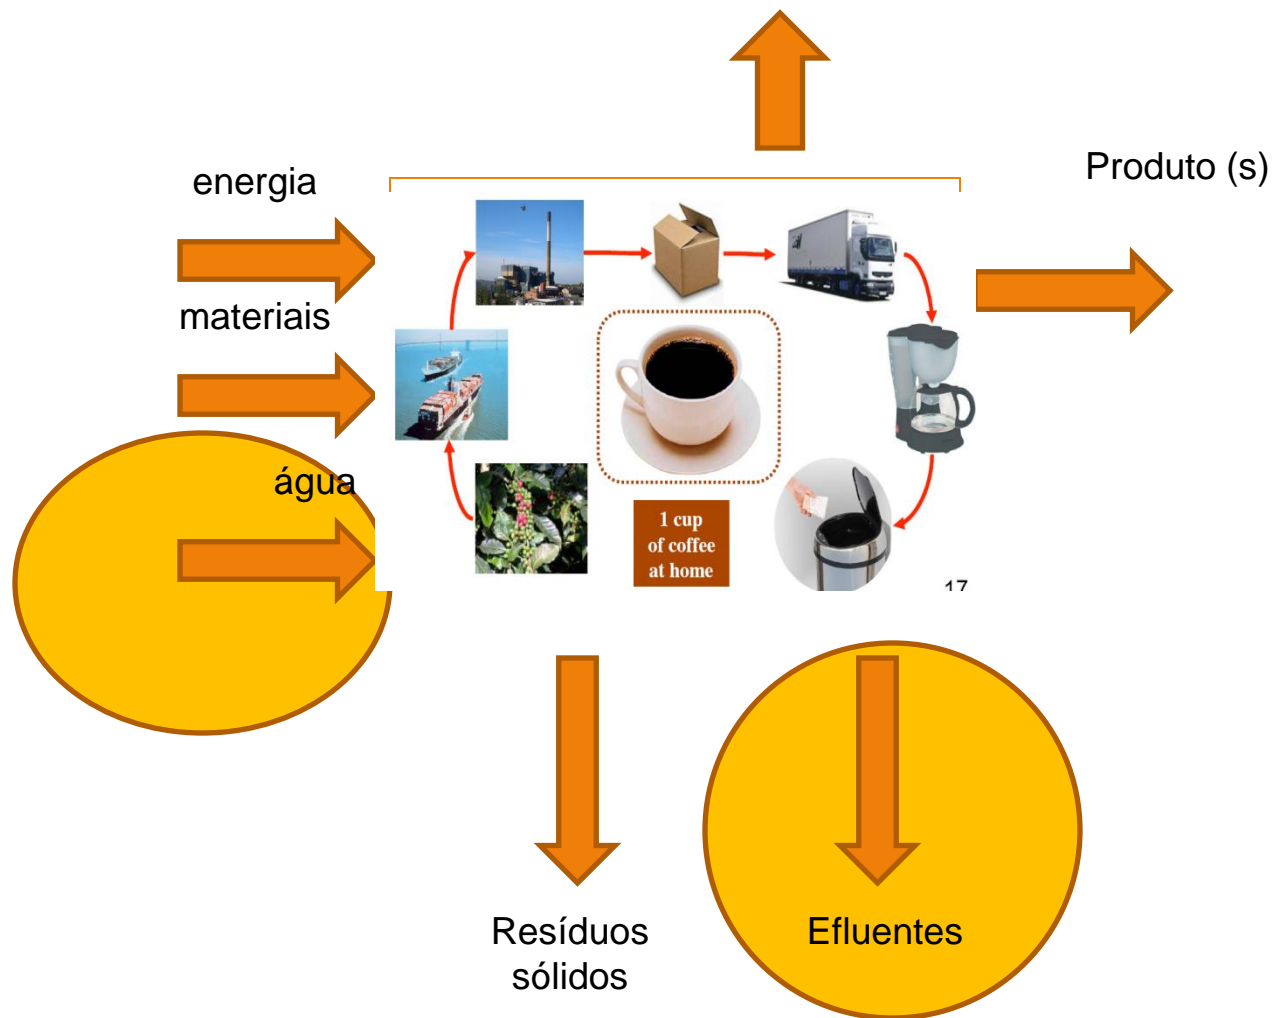 energia
Produto (s)
materiais
água
1 cup
of coffee
at home
17
Resíduos
sólidos
Efluentes